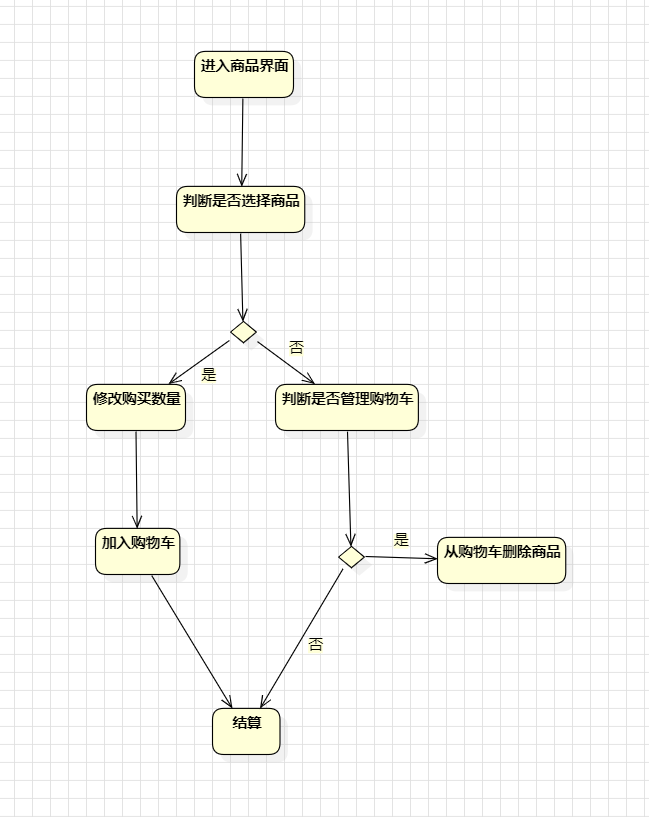 进入商品界面
判断是否选择商品
否
是
修改购买数量
判断是否管理购物车
加入购物车
是
从购物车删除商品
否
结算